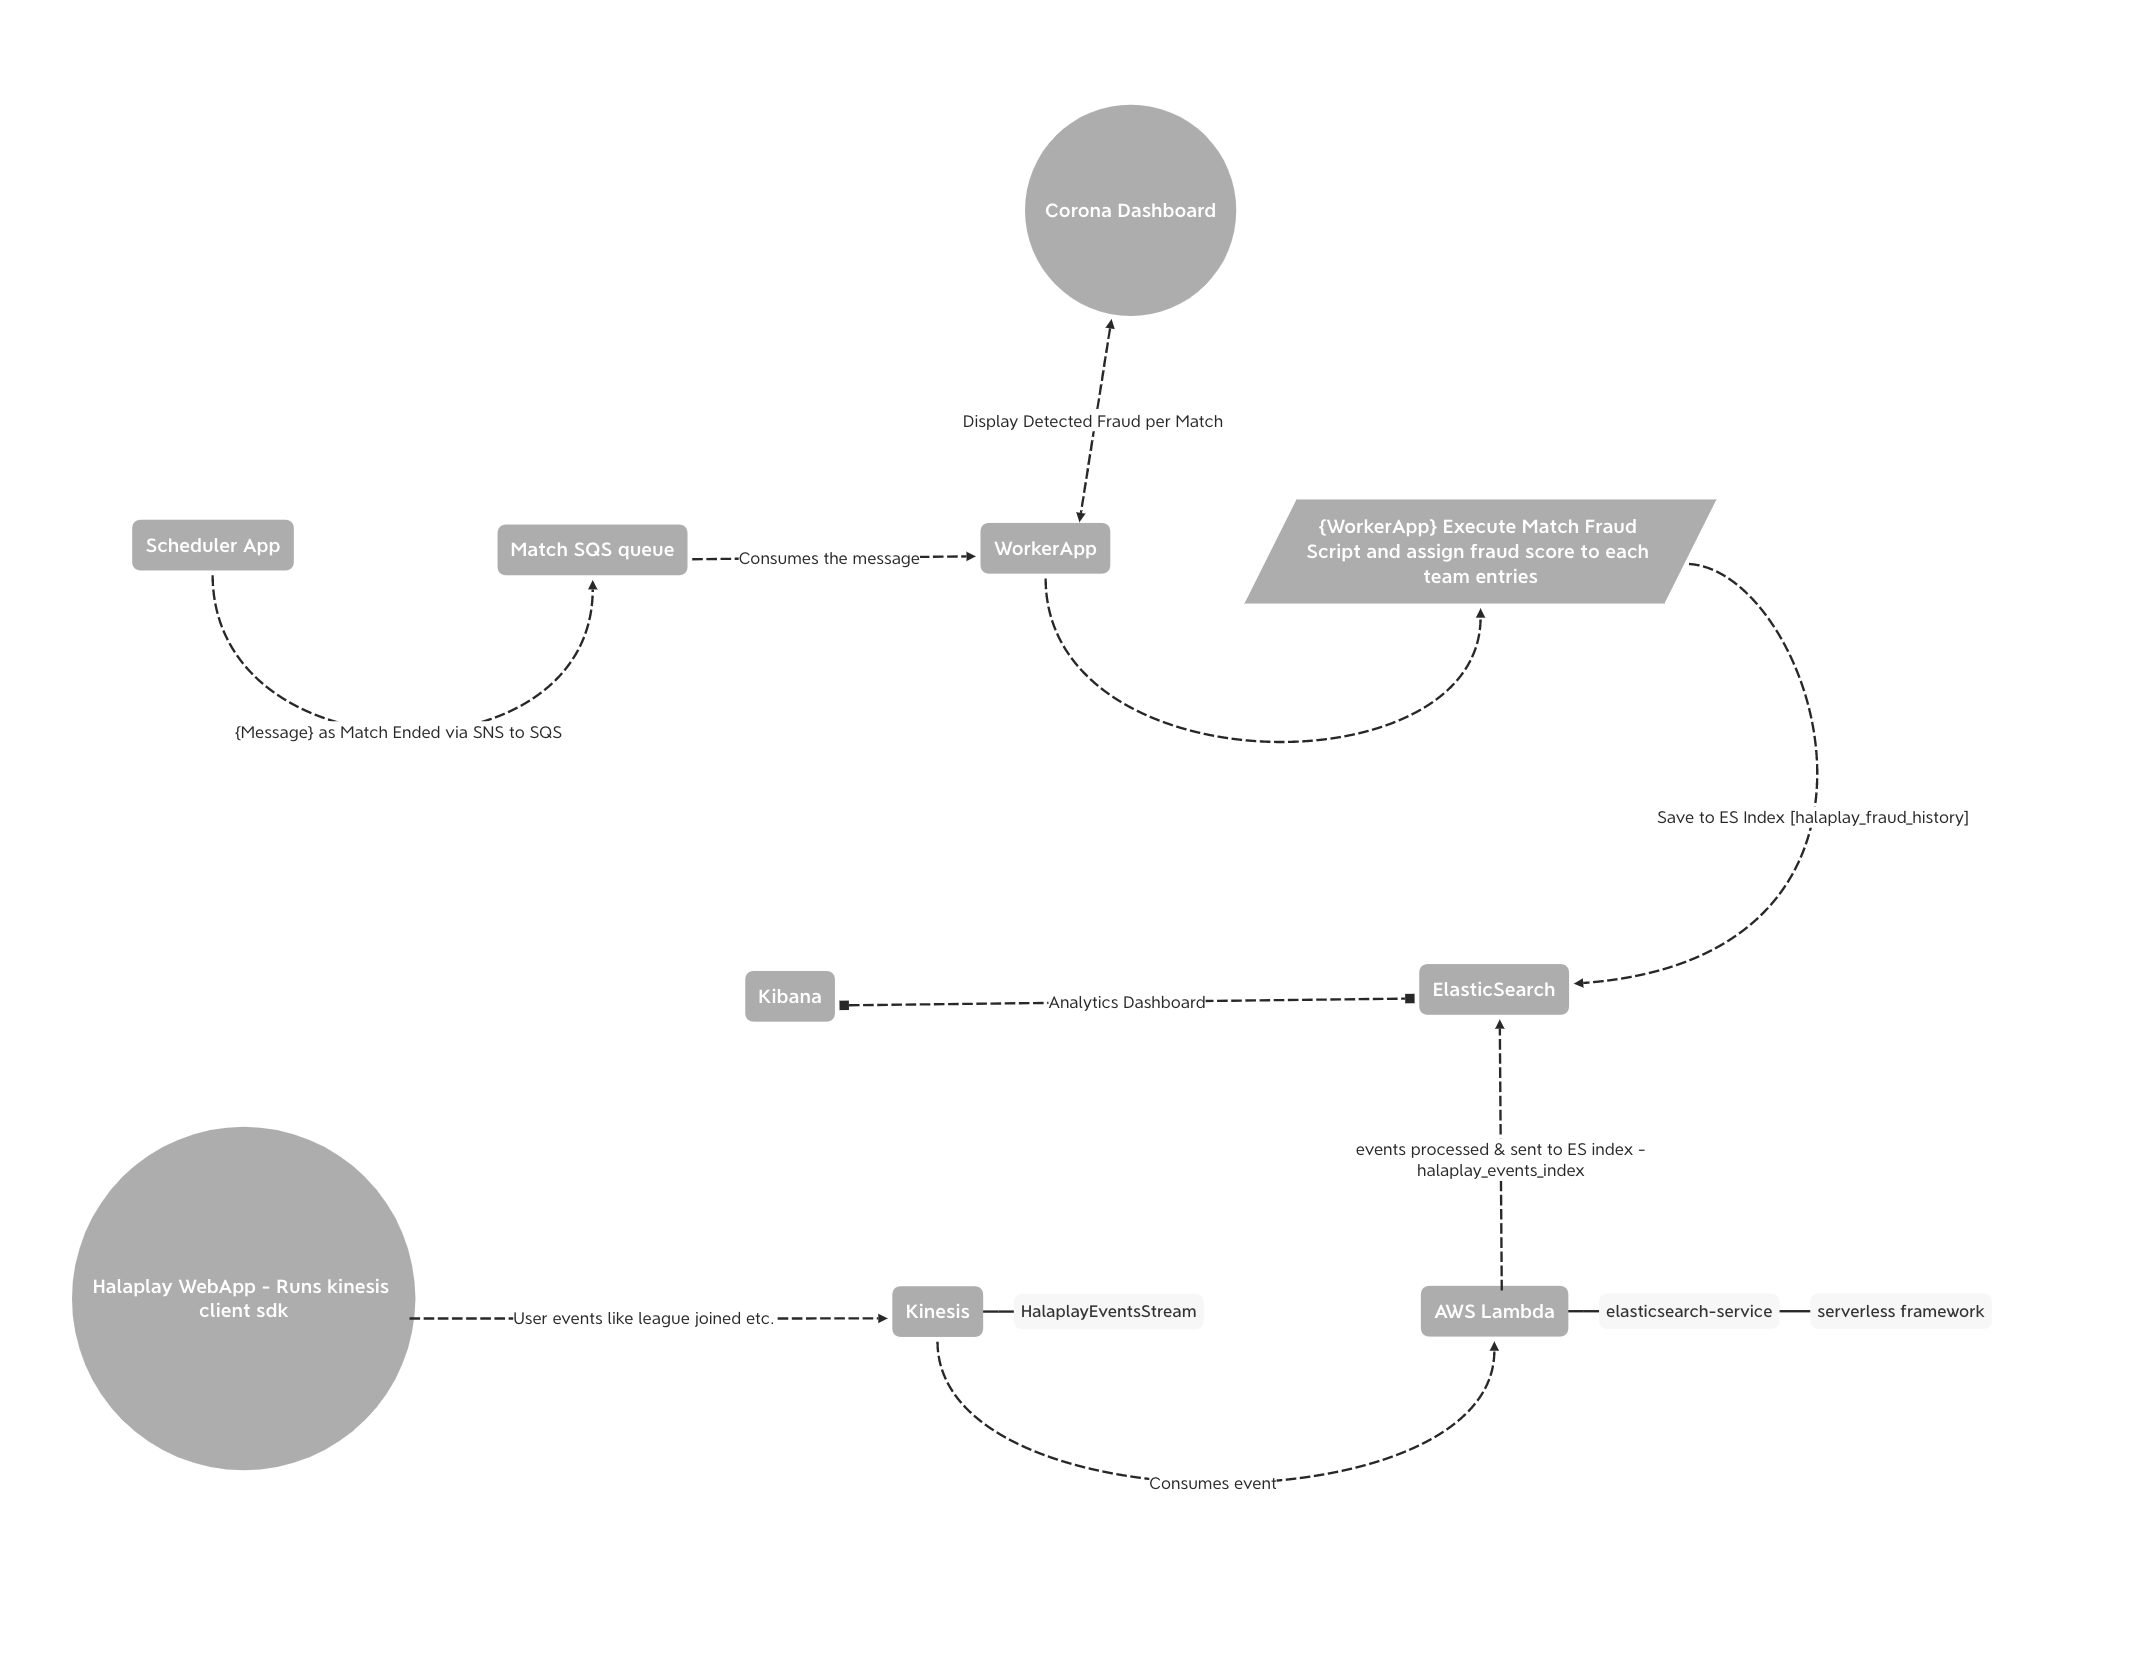 Corona Dashboard
Display Detected Fraud per Match
Scheduler App
Match SQS queue
Consumes the message
WorkerApp
{WorkerApp} Execute Match Fraud
Script and assign fraud score to each
team entries
{Message} as Match Ended via SNS to SQS
Save to ES Index [halaplay_fraud_history]
Kibana
Analytics Dashboard
ElasticSearch
events processed & sent to ES index -
halaplay_events_index
Halaplay WebApp - Runs kinesis
client sdk
User events like league joined etc.
Kinesis
HalaplayEventsStream
AWS Lambda
elasticsearch-service
serverless framework
Consumes event